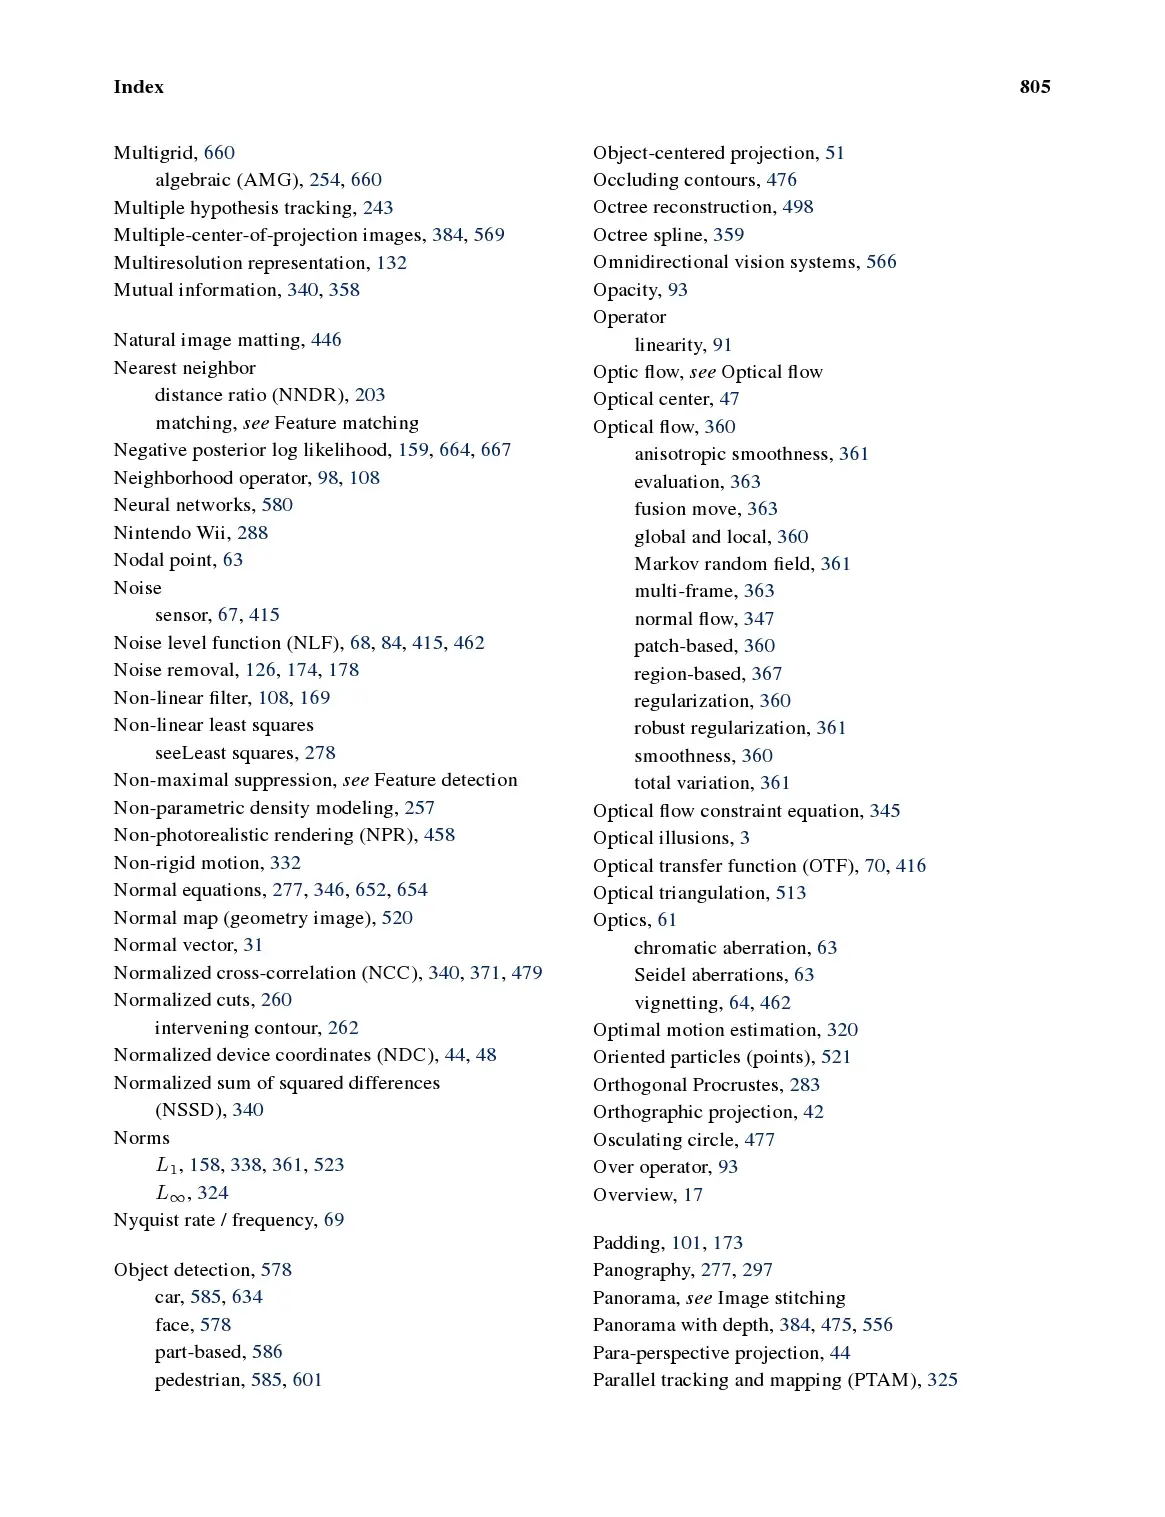 Index 805
Multigrid, 660
algebraic (AMG), 254, 660
Multiple hypothesis tracking, 243
Multiple-center-of-projection images, 384, 569
Multiresolution representation, 132
Mutual information, 340, 358
Natural image matting, 446
Nearest neighbor
distance ratio (NNDR), 203
matching, see Feature matching
Negative posterior log likelihood, 159, 664, 667
Neighborhood operator, 98, 108
Neural networks, 580
Nintendo Wii, 288
Nodal point, 63
Noise
sensor, 67, 415
Noise level function (NLF), 68, 84, 415, 462
Noise removal, 126, 174, 178
Non-linear filter, 108, 169
Non-linear least squares
seeLeast squares, 278
Non-maximal suppression, see Feature detection
Non-parametric density modeling, 257
Non-photorealistic rendering (NPR), 458
Non-rigid motion, 332
Normal equations, 277, 346, 652, 654
Normal map (geometry image), 520
Normal vector, 31
Normalized cross-correlation (NCC), 340, 371, 479
Normalized cuts, 260
intervening contour, 262
Normalized device coordinates (NDC), 44, 48
Normalized sum of squared differences
(NSSD), 340
Norms
L₁, 158, 338, 361, 523
L∞, 324
Nyquist rate / frequency, 69
Object detection, 578
car, 585, 634
face, 578
part-based, 586
pedestrian, 585, 601
Object-centered projection, 51
Occluding contours, 476
Octree reconstruction, 498
Octree spline, 359
Omnidirectional vision systems, 566
Opacity, 93
Operator
linearity, 91
Optic flow, see Optical flow
Optical center, 47
Optical flow, 360
anisotropic smoothness, 361
evaluation, 363
fusion move, 363
global and local, 360
Markov random field, 361
multi-frame, 363
normal flow, 347
patch-based, 360
region-based, 367
regularization, 360
robust regularization, 361
smoothness, 360
total variation, 361
Optical flow constraint equation, 345
Optical illusions, 3
Optical transfer function (OTF), 70, 416
Optical triangulation, 513
Optics, 61
chromatic aberration, 63
Seidel aberrations, 63
vignetting, 64, 462
Optimal motion estimation, 320
Oriented particles (points), 521
Orthogonal Procrustes, 283
Orthographic projection, 42
Osculating circle, 477
Over operator, 93
Overview, 17
Padding, 101, 173
Panography, 277, 297
Panorama, see Image stitching
Panorama with depth, 384, 475, 556
Para-perspective projection, 44
Parallel tracking and mapping (PTAM), 325